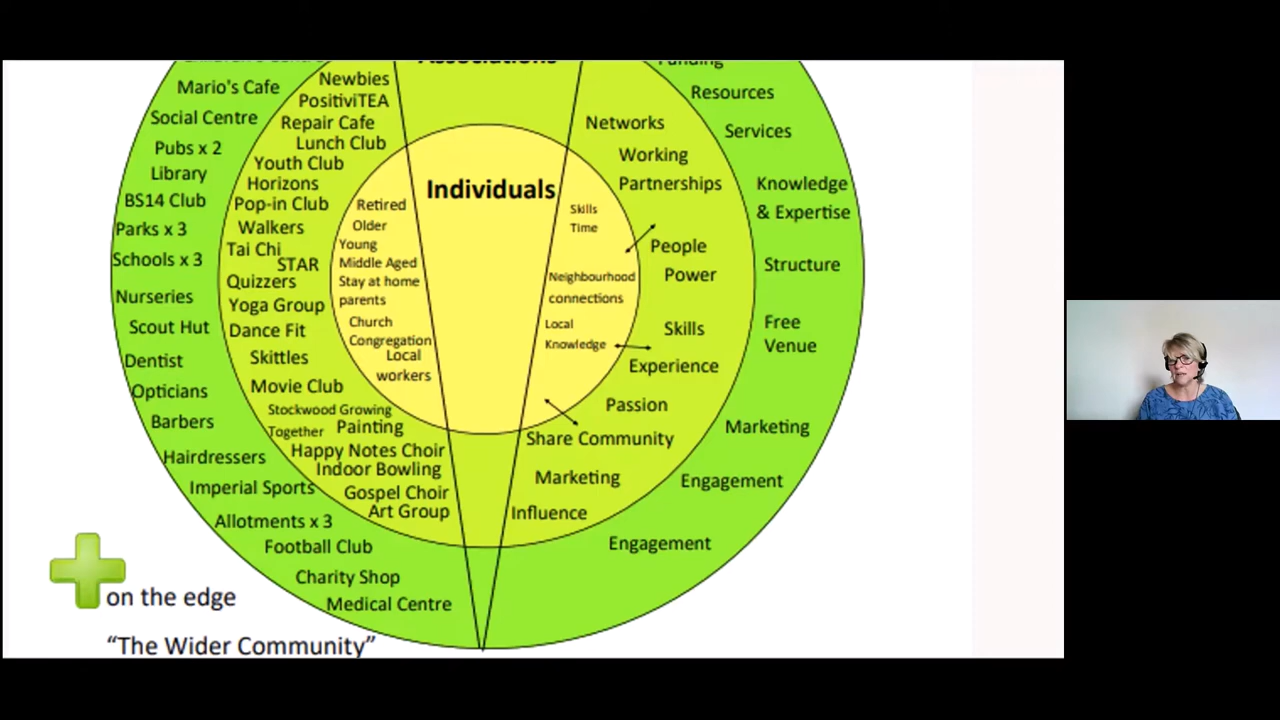 Associations
Funding
Mario's Cafe
Social Centre
Pubs x 2
Library
BS14 Club
Parks x 3
Schools x 3
Nurseries
Scout Hut
Dentist
Opticians
Barbers
Hairdressers
Imperial Sports
Allotments x 3
Football Club
Charity Shop
Medical Centre
Newbies
PositiviTEA
Repair Cafe
Lunch Club
Youth Club
Horizons
Pop-in Club
Walkers
Tai Chi
STAR
Quizzers
Yoga Group
Dance Fit
Skittles
Movie Club
Stockwood Growing
Together
Painting
Happy Notes Choir
Indoor Bowling
Gospel Choir
Art Group
Individuals
Retired
Older
Young
Middle Aged
Stay at home
parents
Church
Congregation
Local
workers
Skills
Time
Neighbourhood
connections
Local
Knowledge
Networks
Working
Partnerships
People
Power
Skills
Experience
Passion
Share Community
Marketing
Influence
Resources
Services
Knowledge
& Expertise
Structure
Free
Venue
Marketing
Engagement
Engagement
on the edge
“The Wider Community”